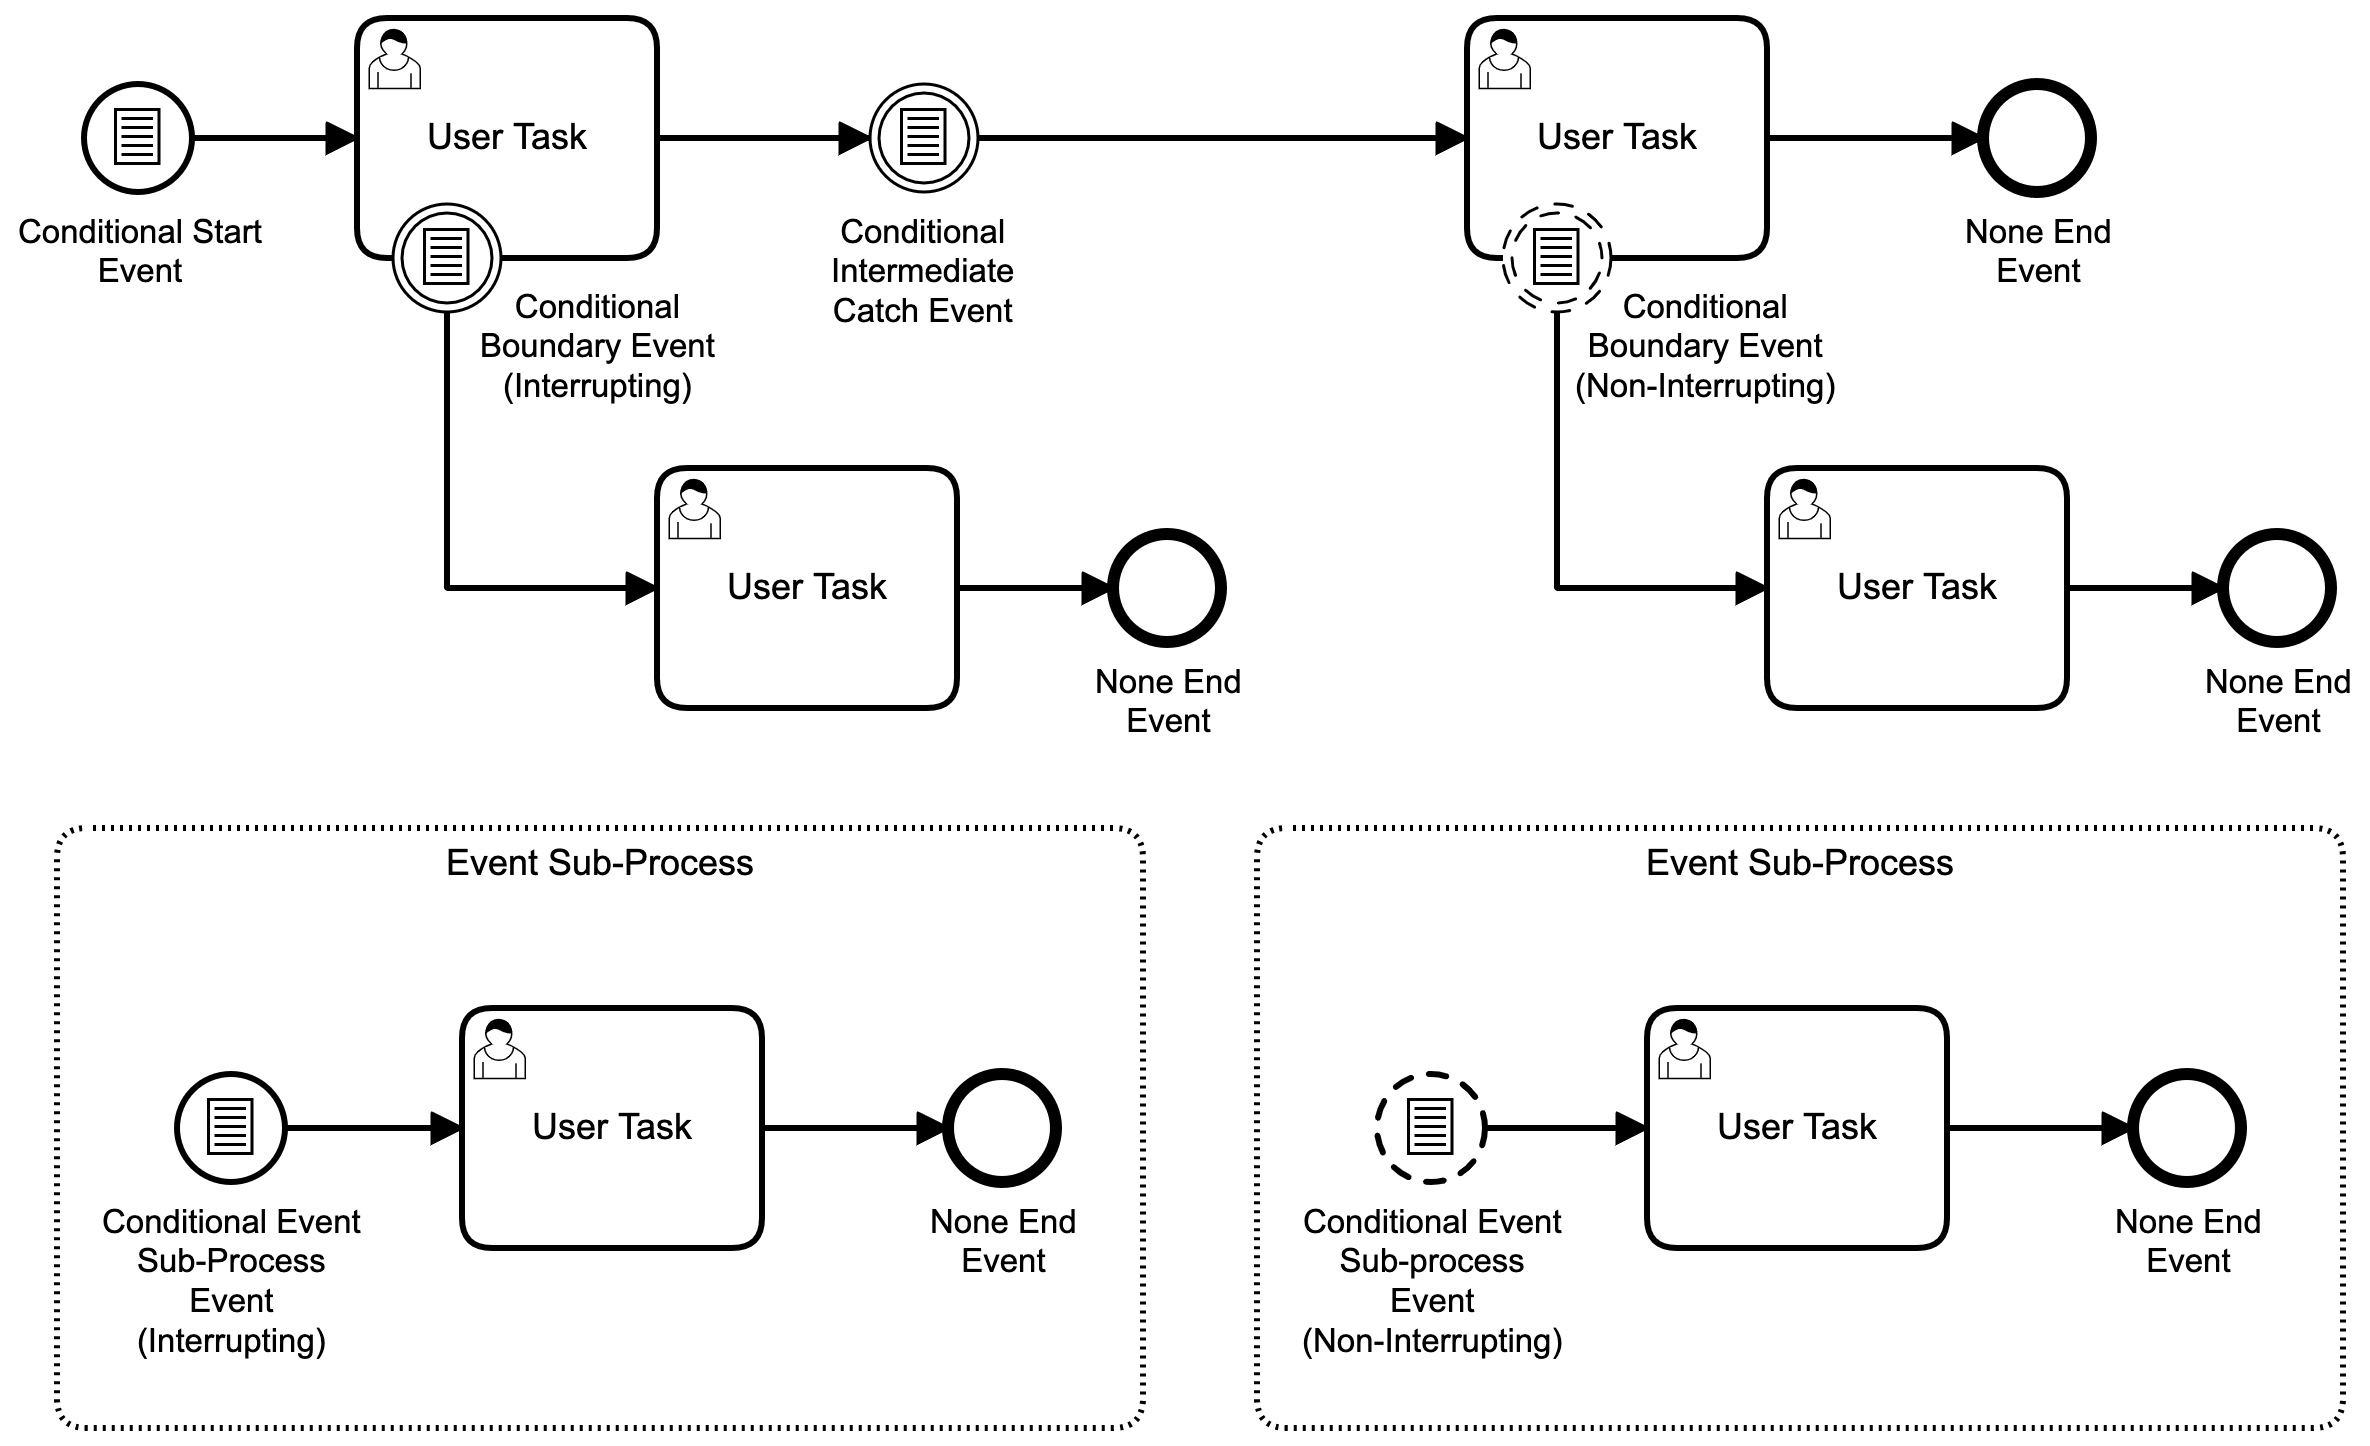 User Task
User Task
Conditional Start
Event
Conditional
Intermediate
Catch Event
None End
Event
Conditional
Boundary Event
(Interrupting)
Conditional
Boundary Event
(Non-Interrupting)
User Task
None End
Event
User Task
None End
Event
Event Sub-Process
User Task
Conditional Event
Sub-Process
Event
(Interrupting)
None End
Event
Event Sub-Process
User Task
Conditional Event
Sub-process
Event
(Non-Interrupting)
None End
Event